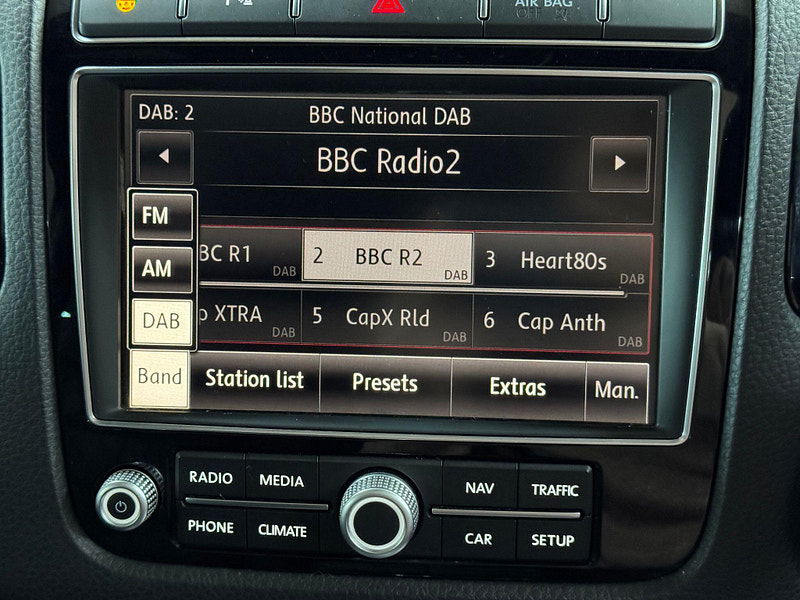 AIR BAG
OFF
DAB: 2 BBC National DAB
BBC Radio2
FM
BC R1 DAB 2 BBC R2 DAB 3 Heart80s DAB
AM
p XTRA DAB 5 CapX Rld DAB 6 Cap Anth DAB
DAB
Band Station list Presets Extras Man.
RADIO MEDIA NAV TRAFFIC
PHONE CLIMATE CAR SETUP